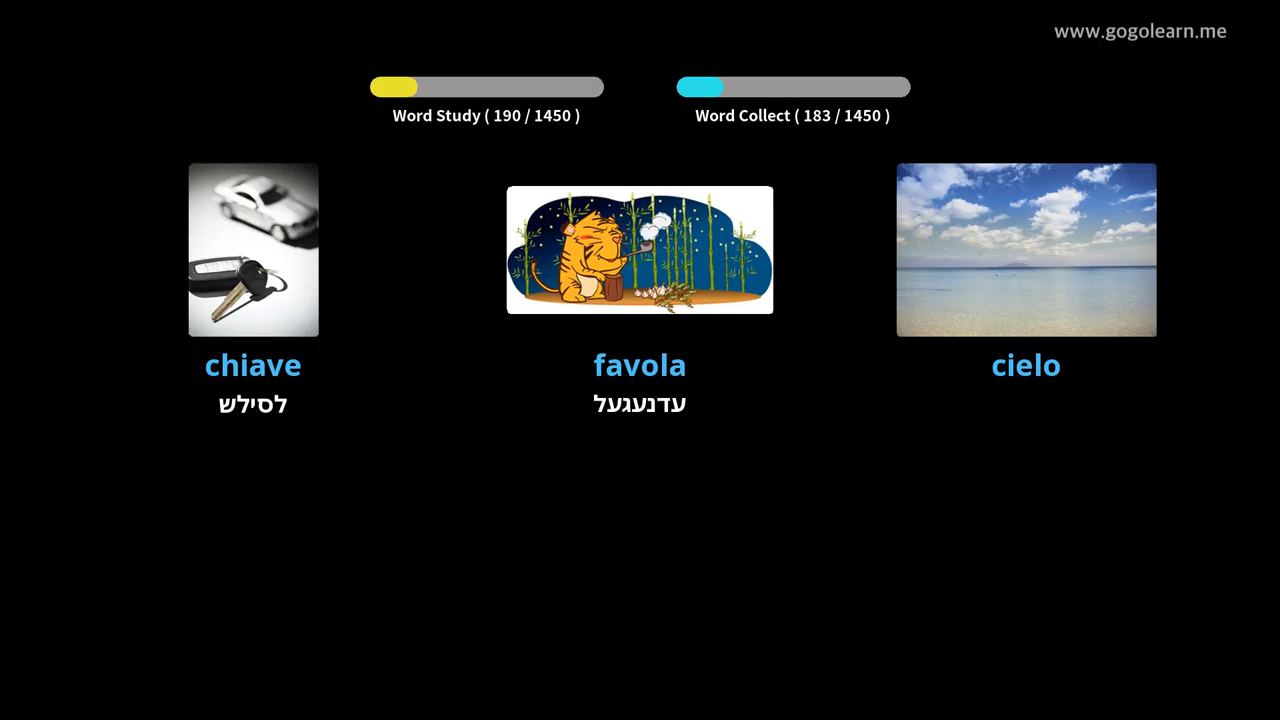 www.gogolearn.me
Word Study ( 190 / 1450 )
Word Collect ( 183 / 1450 )
chiave
לסילש
favola
עדנעגעל
cielo